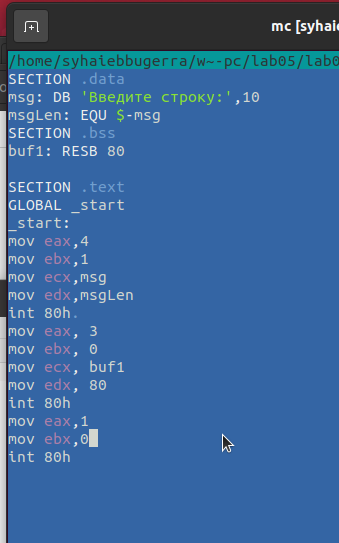 mc [syhaie
/home/syhaiebbugerra/w~-pc/lab05/lab0
SECTION .data
msg: DB 'Введите строку:',10
msgLen: EQU $-msg
SECTION .bss
buf1: RESB 80
SECTION .text
GLOBAL _start
_start:
mov eax,4
mov ebx,1
mov ecx,msg
mov edx,msgLen
int 80h.
mov eax, 3
mov ebx, 0
mov ecx, buf1
mov edx, 80
int 80h
mov eax,1
mov ebx,0
int 80h